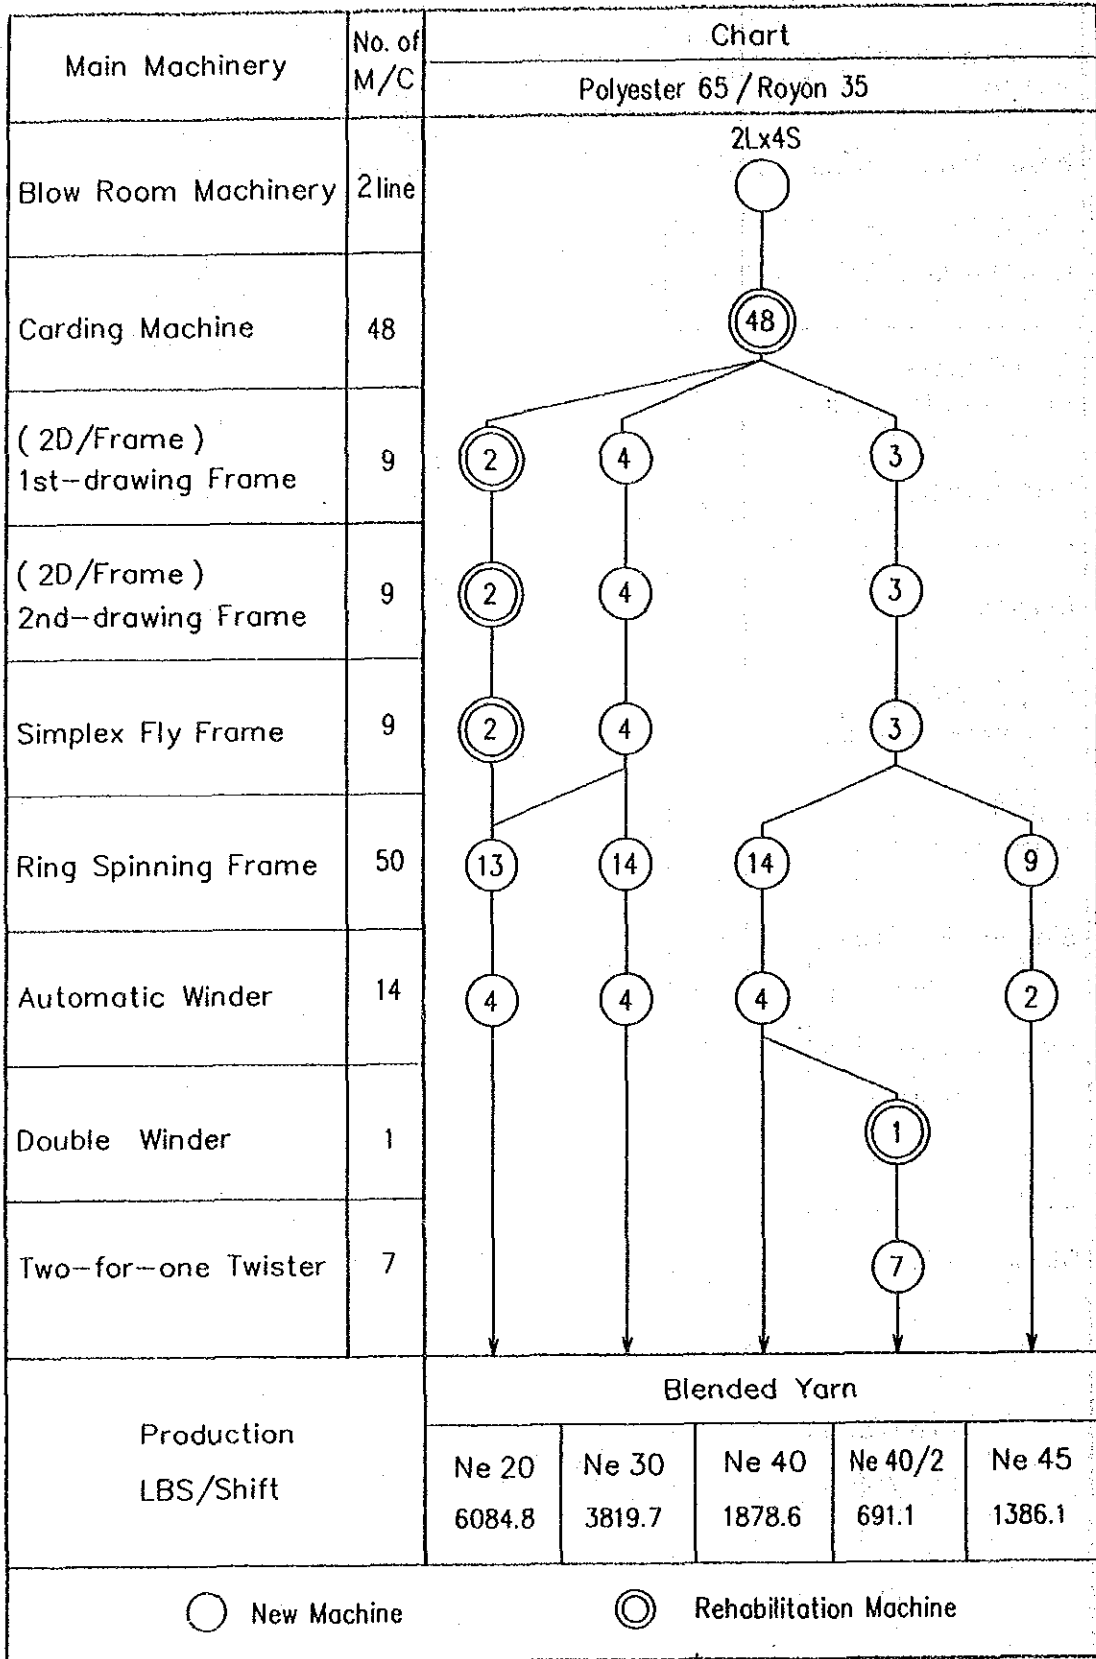 Main Machinery
No. of
M/C
Chart
Polyester 65 / Royon 35
Blow Room Machinery
2 line
2Lx4S
Carding Machine
48
48
( 2D/Frame )
1st-drawing Frame
9
2
4
3
( 2D/Frame )
2nd-drawing Frame
9
2
4
3
Simplex Fly Frame
9
2
4
3
Ring Spinning Frame
50
13
14
14
9
Automatic Winder
14
4
4
4
2
Double Winder
1
1
Two-for-one Twister
7
7
Production
LBS/Shift
Blended Yarn
Ne 20
Ne 30
Ne 40
Ne 40/2
Ne 45
6084.8
3819.7
1878.6
691.1
1386.1
New Machine
Rehabilitation Machine